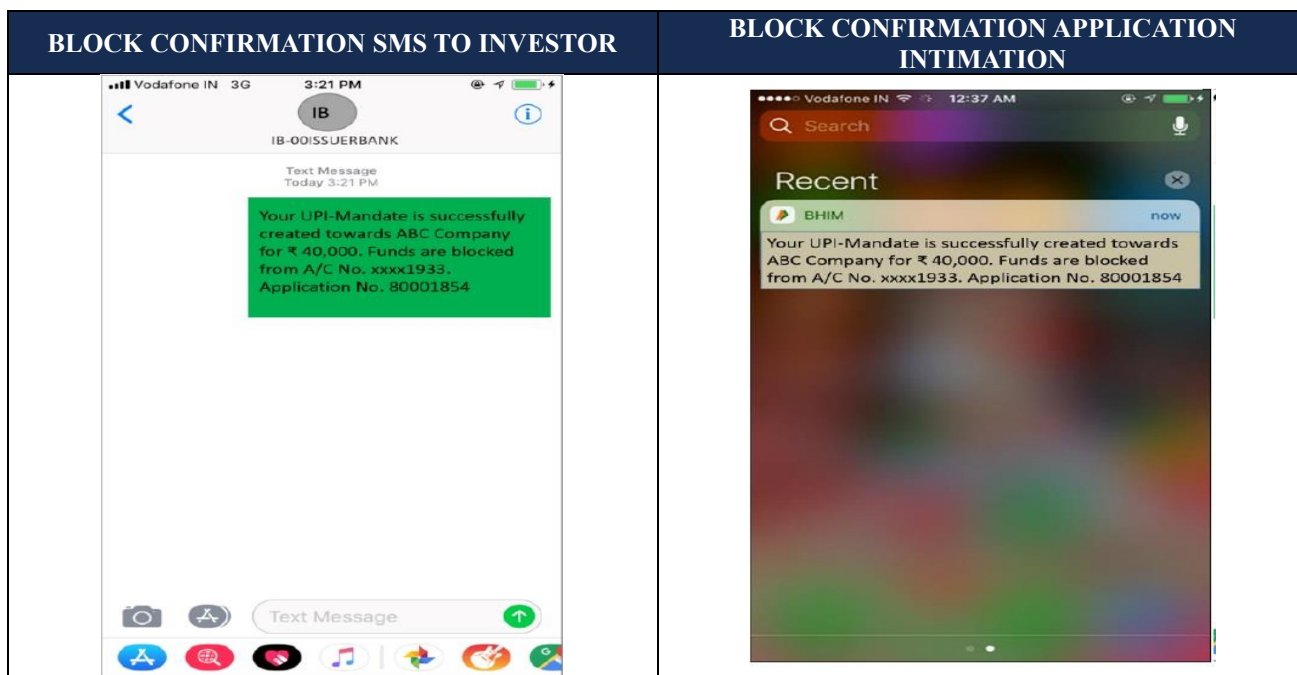 BLOCK CONFIRMATION SMS TO INVESTOR
BLOCK CONFIRMATION APPLICATION
INTIMATION
Vodafone IN 3G 3:21 PM
IB
IB-00ISSUERBANK
Text Message
Today 3:21 PM
Your UPI-Mandate is successfully
created towards ABC Company
for ₹ 40,000. Funds are blocked
from A/C No. xxxx1933.
Application No. 80001854
Text Message
Vodafone IN 12:37 AM
Search
Recent
BHIM now
Your UPI-Mandate is successfully created towards
ABC Company for ₹ 40,000. Funds are blocked
from A/C No. xxxx1933. Application No. 80001854